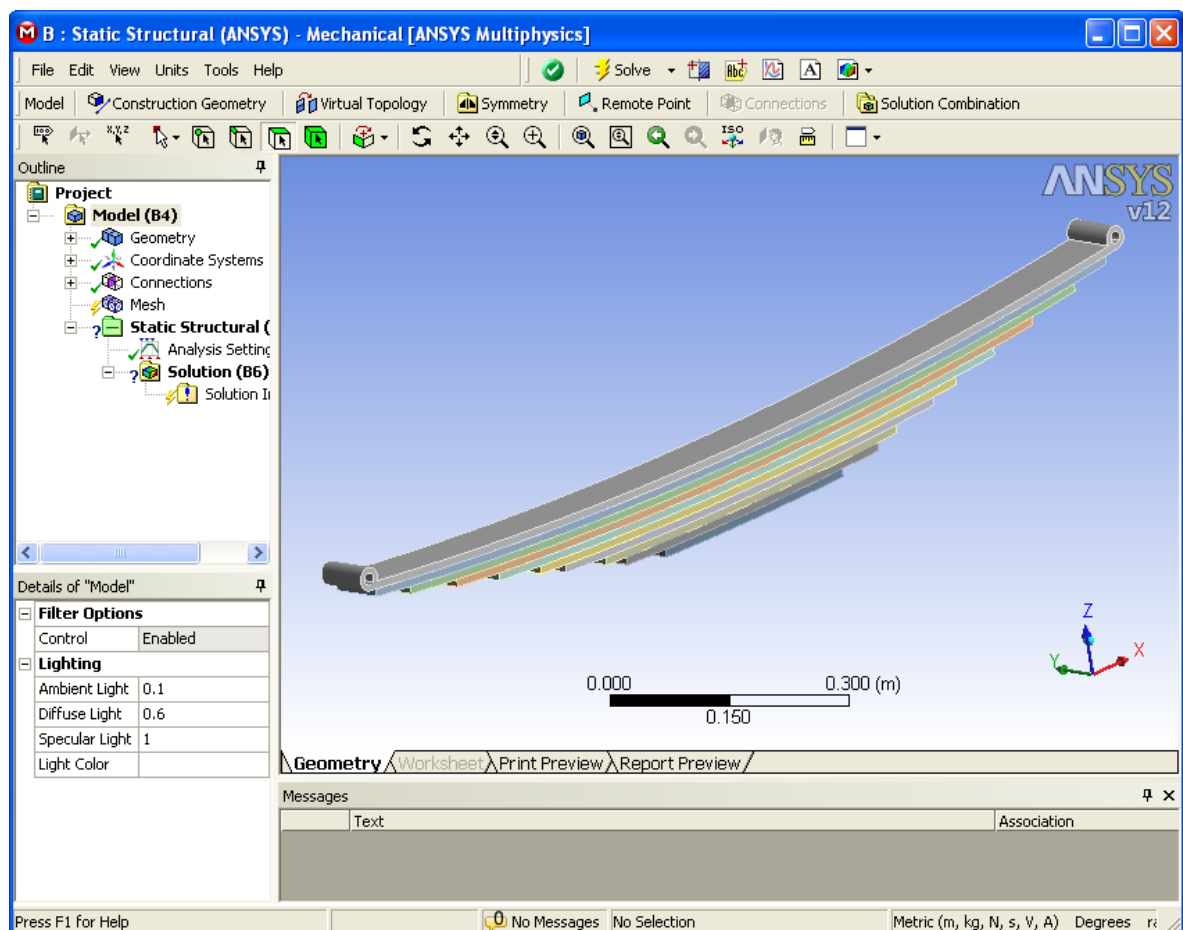 B : Static Structural (ANSYS) - Mechanical [ANSYS Multiphysics]
File Edit View Units Tools Help
Solve
Model Construction Geometry Virtual Topology Symmetry Remote Point Connections Solution Combination
Outline
Project
Model (B4)
Geometry
Coordinate Systems
Connections
Mesh
Static Structural (
Analysis Setting
Solution (B6)
Solution I
ANSYS
v12
Z
Y
X
0.000 0.300 (m)
0.150
Details of "Model"
Filter Options
Control Enabled
Lighting
Ambient Light 0.1
Diffuse Light 0.6
Specular Light 1
Light Color
Geometry Worksheet Print Preview Report Preview
Messages
Text Association
Press F1 for Help
0 No Messages No Selection Metric (m, kg, N, s, V, A) Degrees